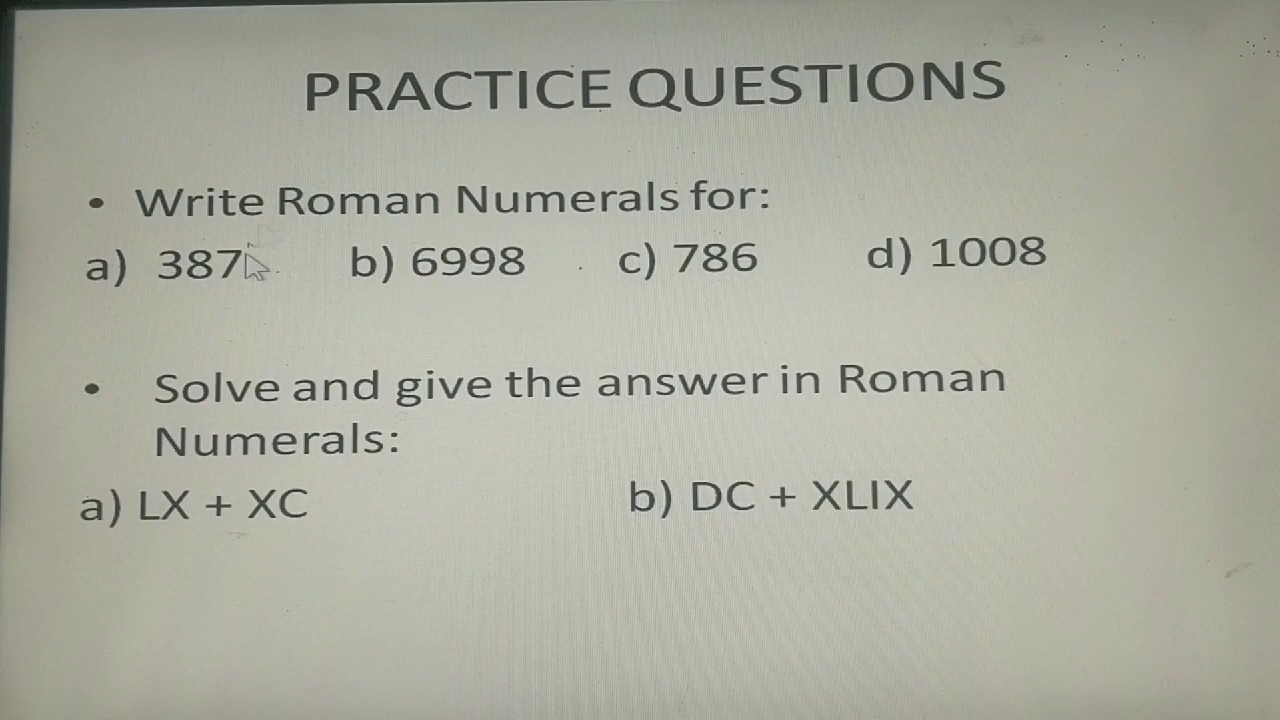 PRACTICE QUESTIONS
• Write Roman Numerals for:
a) 387 b) 6998 c) 786 d) 1008
• Solve and give the answer in Roman
Numerals:
a) LX + XC b) DC + XLIX